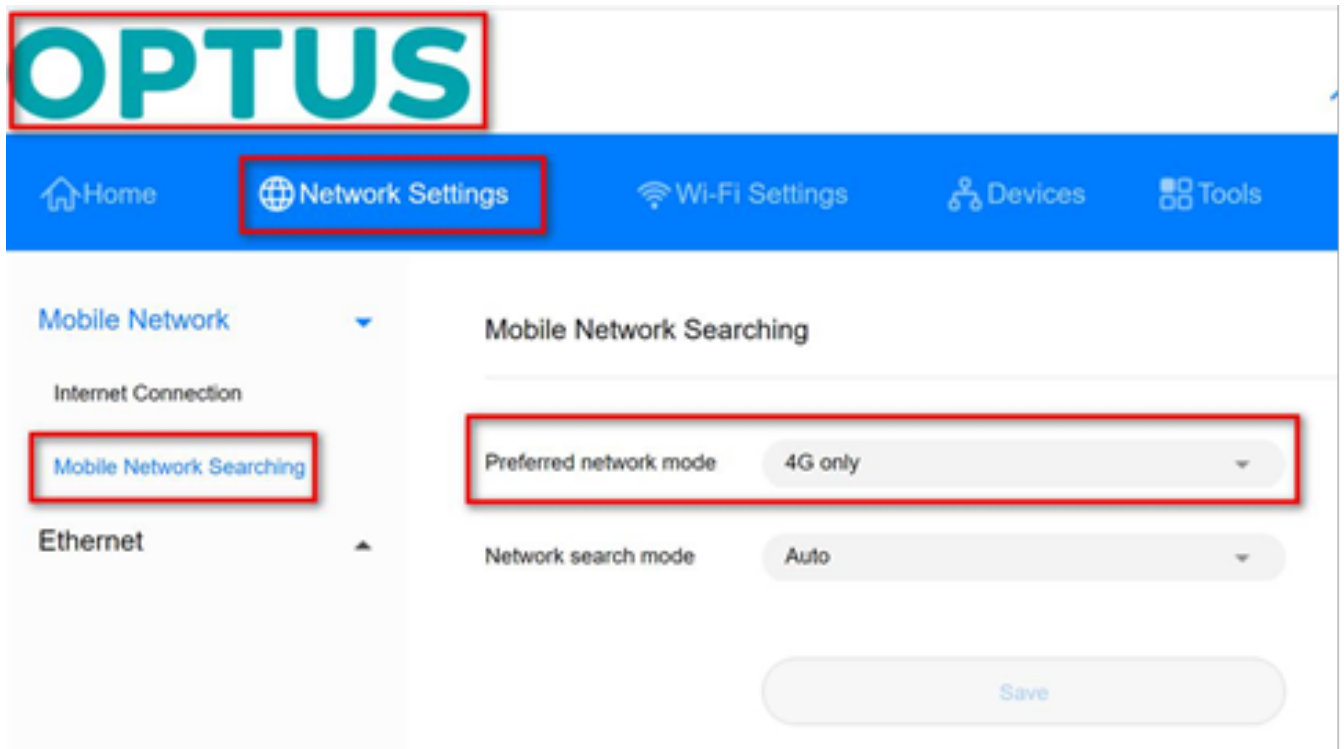 OPTUS
Home Network Settings Wi-Fi Settings Devices Tools
Mobile Network
Internet Connection
Mobile Network Searching
Ethernet
Mobile Network Searching
Preferred network mode 4G only
Network search mode Auto
Save